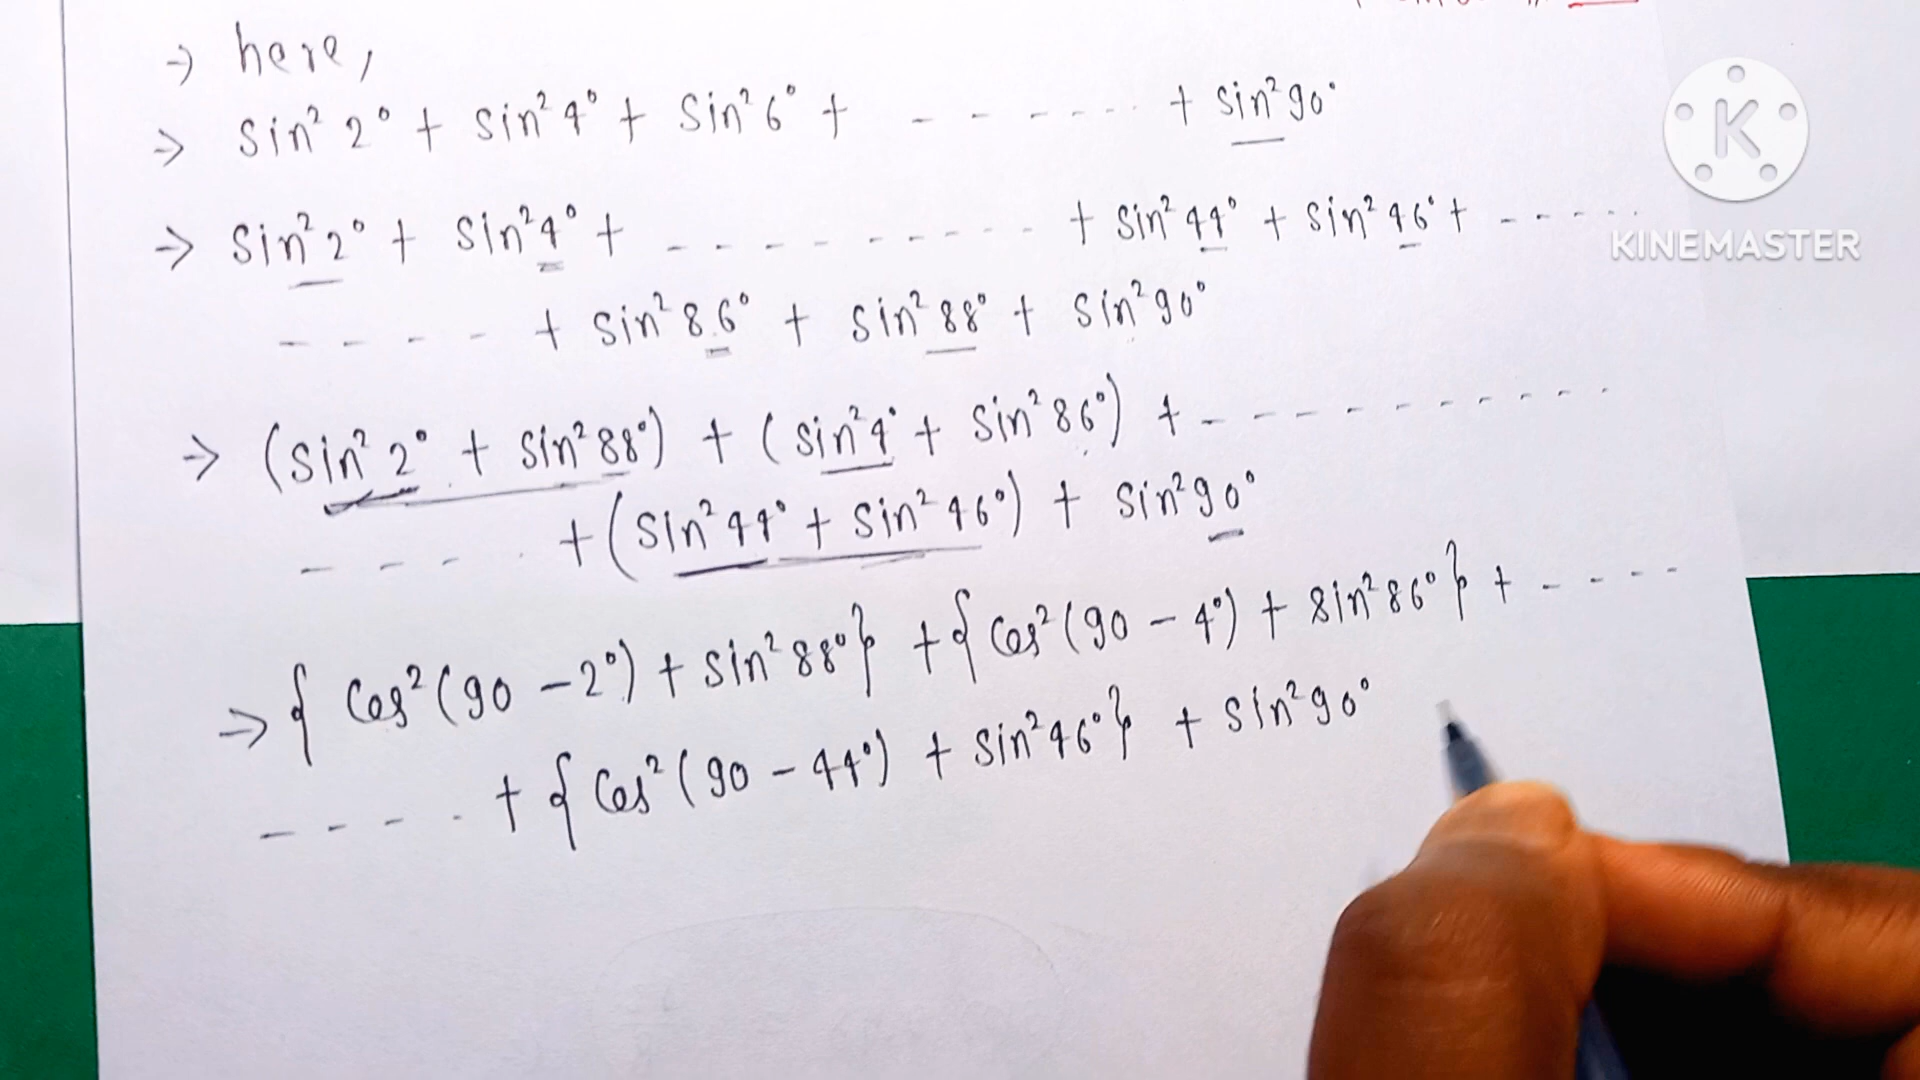 → here,
→ sin² 2° + sin² 4° + sin² 6° + - - - - - - + sin² 90°
→ sin² 2° + sin² 4° + - - - - - - - - - - + sin² 44° + sin² 46° + - - - - -
- - - - + sin² 86° + sin² 88° + sin² 90°
→ (sin² 2° + sin² 88°) + (sin² 4° + sin² 86°) + - - - - - - - - - - -
- - - - - + (sin² 44° + sin² 46°) + sin² 90°
→ { cos² (90 - 2°) + sin² 88° } + { cos² (90 - 4°) + sin² 86° } + - - - -
- - - - - + { cos² (90 - 44°) + sin² 46° } + sin² 90°
K
KINEMASTER